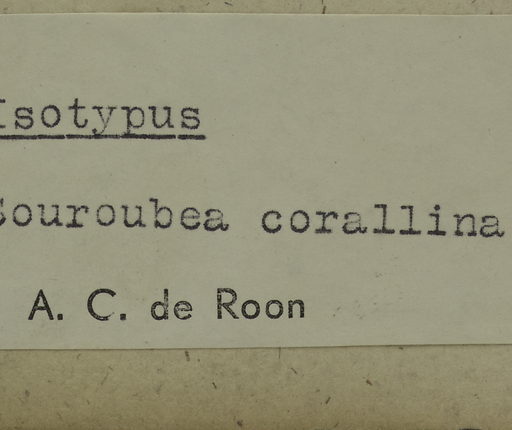 Isotypus
Souroubea corallina
A. C. de Roon